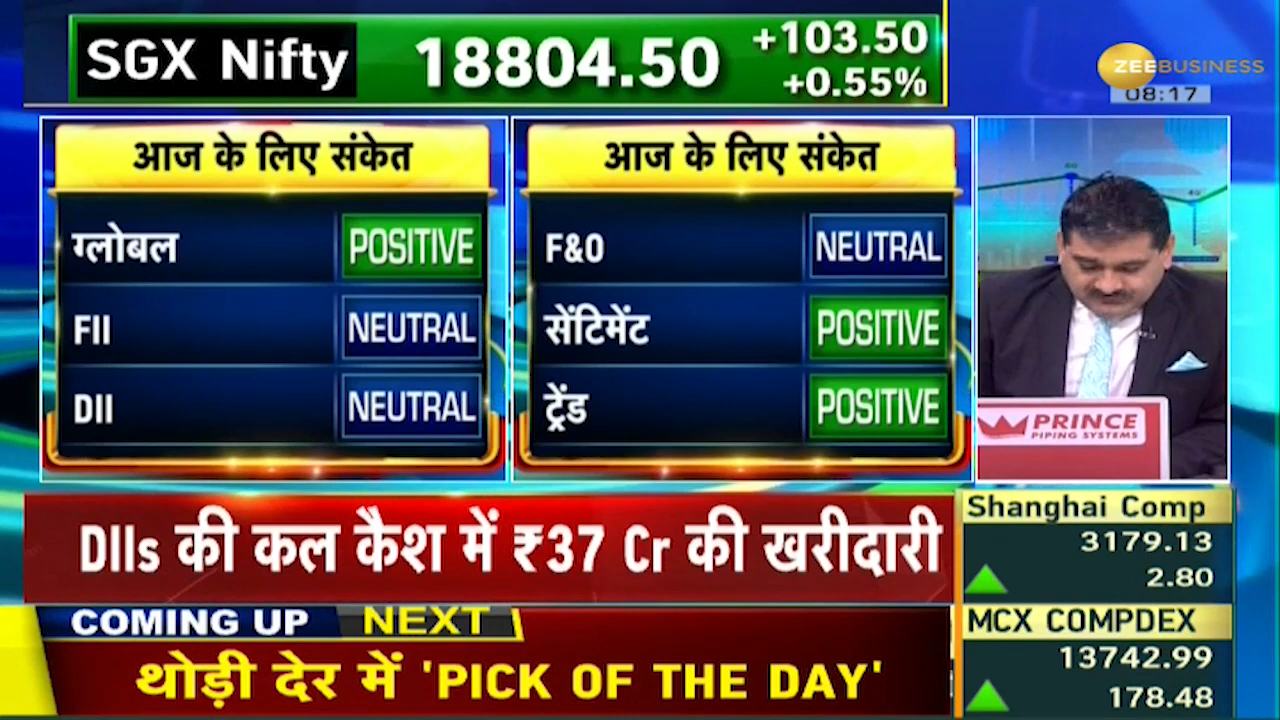 SGX Nifty 18804.50 +103.50
+0.55%
ZEEBUSINESS
08:17
आज के लिए संकेत
ग्लोबल POSITIVE
FII NEUTRAL
DII NEUTRAL
आज के लिए संकेत
F&O NEUTRAL
सेंटिमेंट POSITIVE
ट्रेंड POSITIVE
PRINCE
PIPING SYSTEMS
DIIs की कल कैश में ₹37 Cr की खरीदारी
Shanghai Comp
3179.13
2.80
COMING UP NEXT
थोड़ी देर में 'PICK OF THE DAY'
MCX COMPDEX
13742.99
178.48